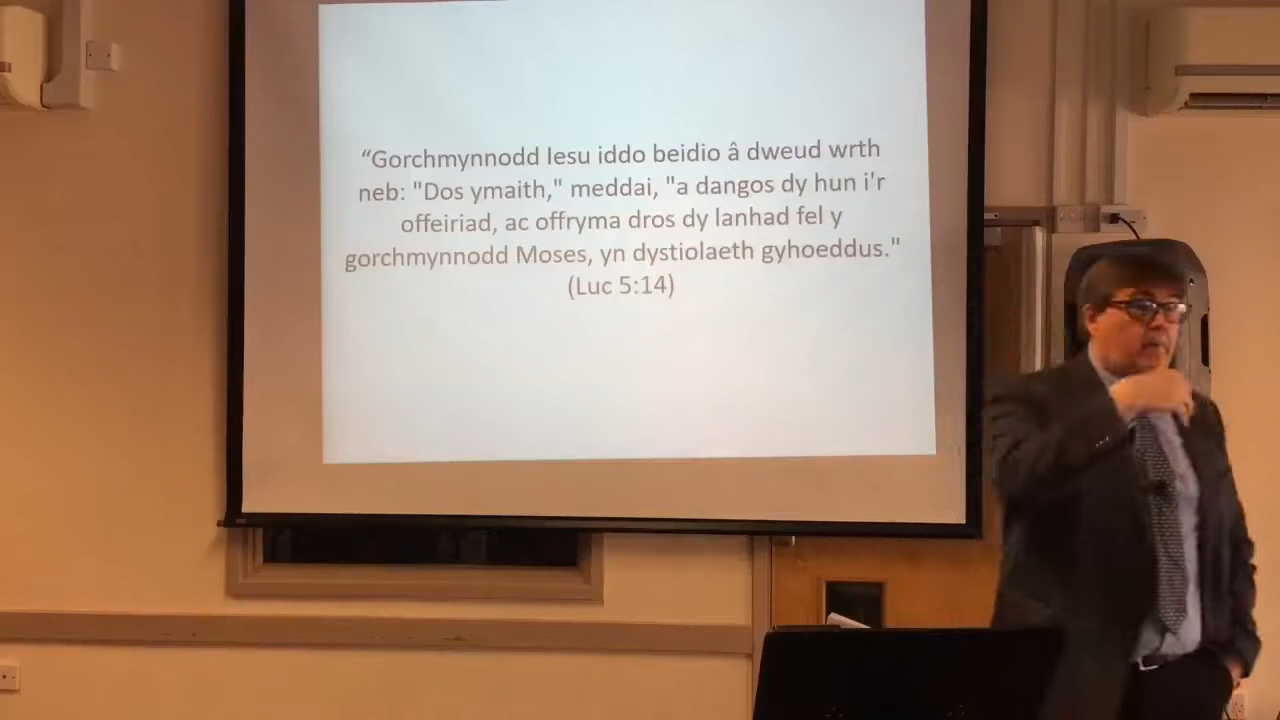 “Gorchmynnodd Iesu iddo beidio â dweud wrth
neb: "Dos ymaith," meddai, "a dangos dy hun i'r
offeiriad, ac offryma dros dy lanhad fel y
gorchmynnodd Moses, yn dystiolaeth gyhoeddus."
(Luc 5:14)